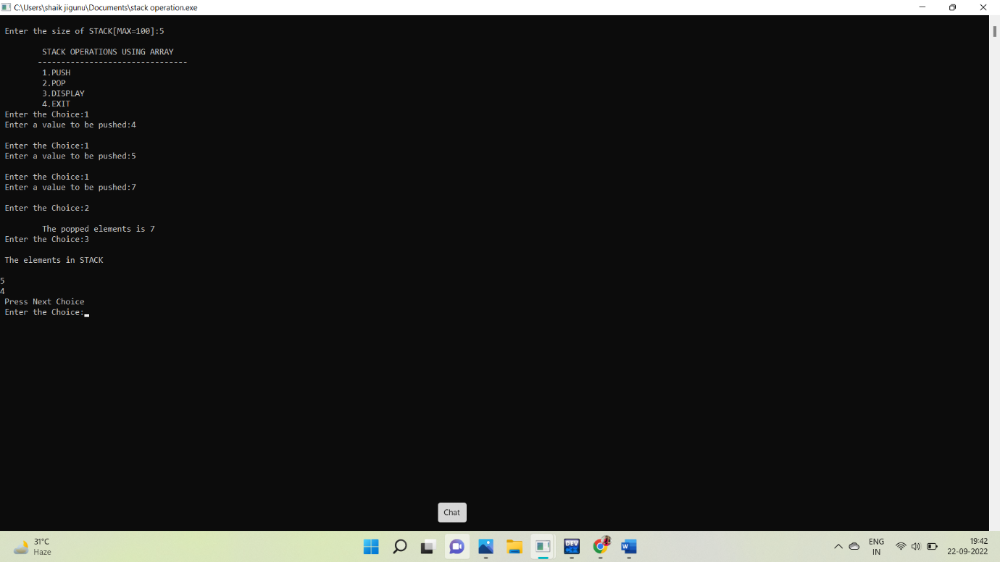 C:\Users\shaik jigunu\Documents\stack operation.exe
Enter the size of STACK[MAX=100]:5
STACK OPERATIONS USING ARRAY
--------------------------------
1.PUSH
2.POP
3.DISPLAY
4.EXIT
Enter the Choice:1
Enter a value to be pushed:4
Enter the Choice:1
Enter a value to be pushed:5
Enter the Choice:1
Enter a value to be pushed:7
Enter the Choice:2
The popped elements is 7
Enter the Choice:3
The elements in STACK
5
4
Press Next Choice
Enter the Choice:
Chat
31°C
Haze
DEV
W
ENG
IN
19:42
22-09-2022